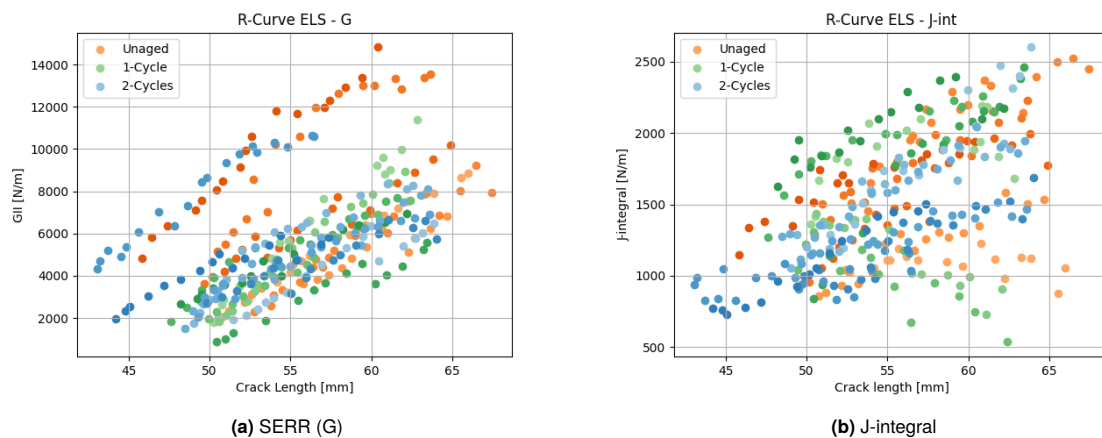 R-Curve ELS - G
Unaged
1-Cycle
2-Cycles
14000
12000
10000
8000
6000
4000
2000
GII [N/m]
45
50
55
60
65
Crack Length [mm]
(a) SERR (G)
R-Curve ELS - J-int
Unaged
1-Cycle
2-Cycles
2500
2000
1500
1000
500
J-integral [N/m]
45
50
55
60
65
Crack length [mm]
(b) J-integral